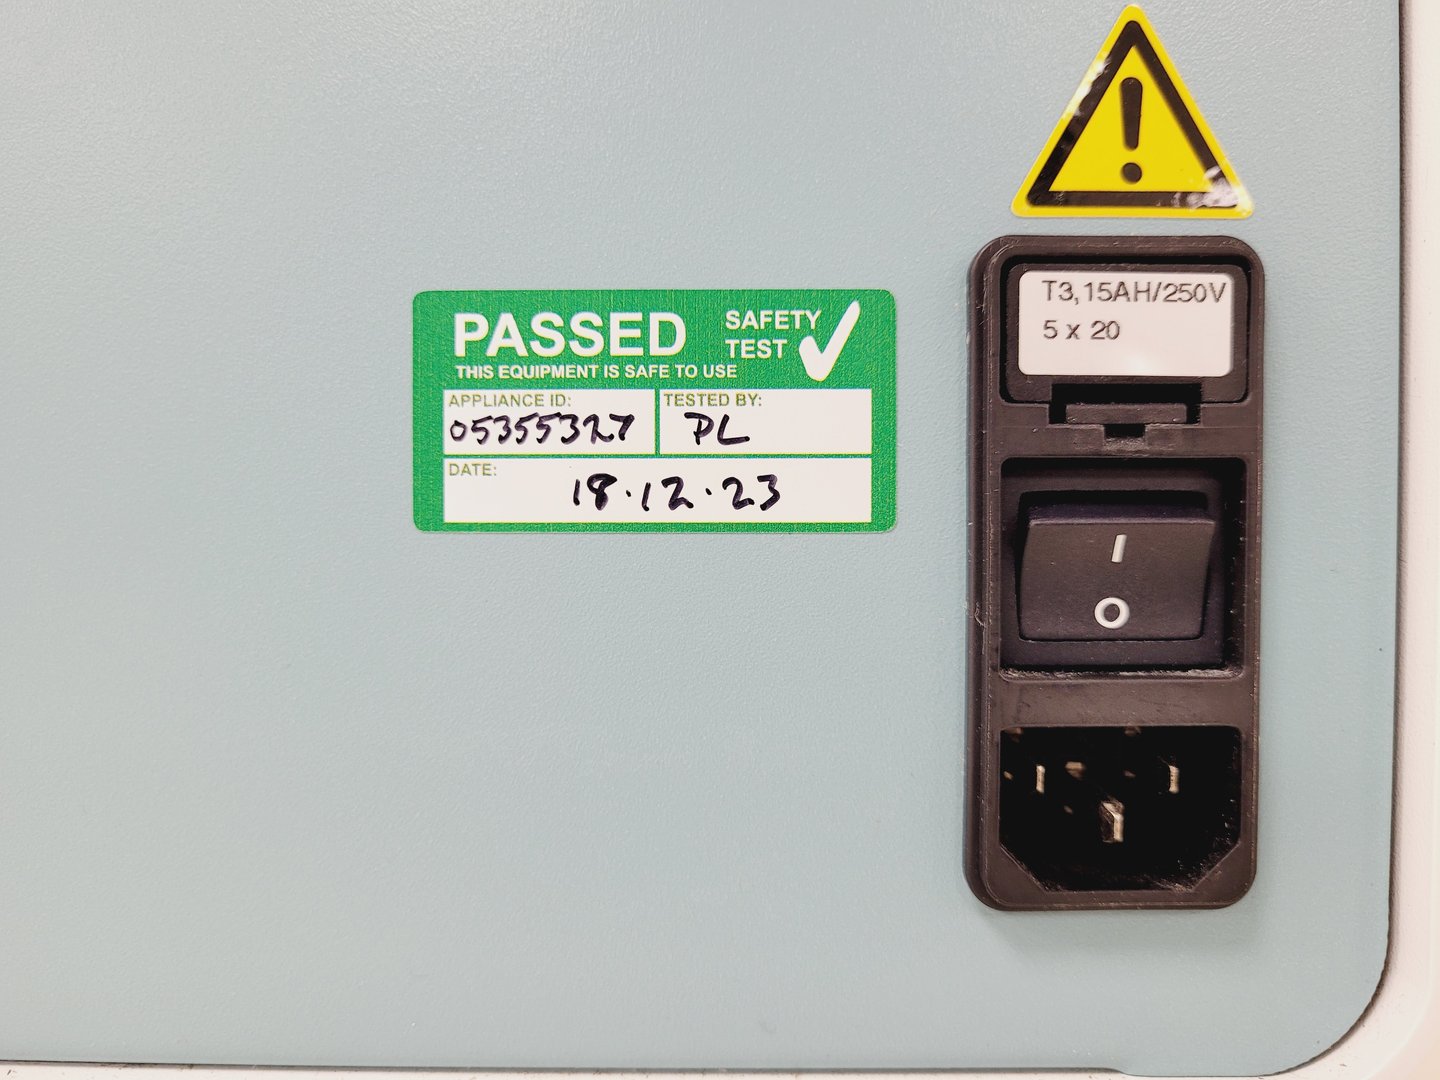 PASSED
SAFETY
TEST
THIS EQUIPMENT IS SAFE TO USE
APPLIANCE ID:
05355327
TESTED BY:
PL
DATE:
18.12.23
T3,15AH/250V
5 x 20
I
O